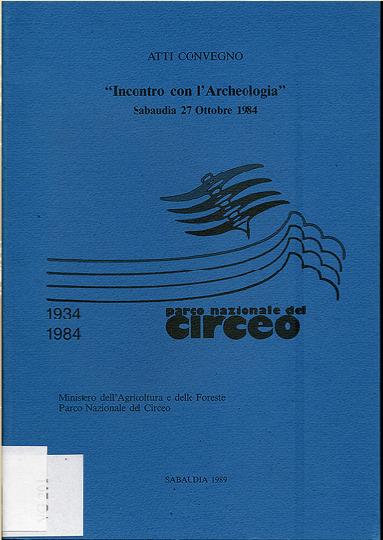 ATTI CONVEGNO
"Incontro con l'Archeologia"
Sabaudia 27 Ottobre 1984
1934
1984
parco nazionale del
circeo
Ministero dell'Agricoltura e delle Foreste
Parco Nazionale del Circeo
SABAUDIA 1989